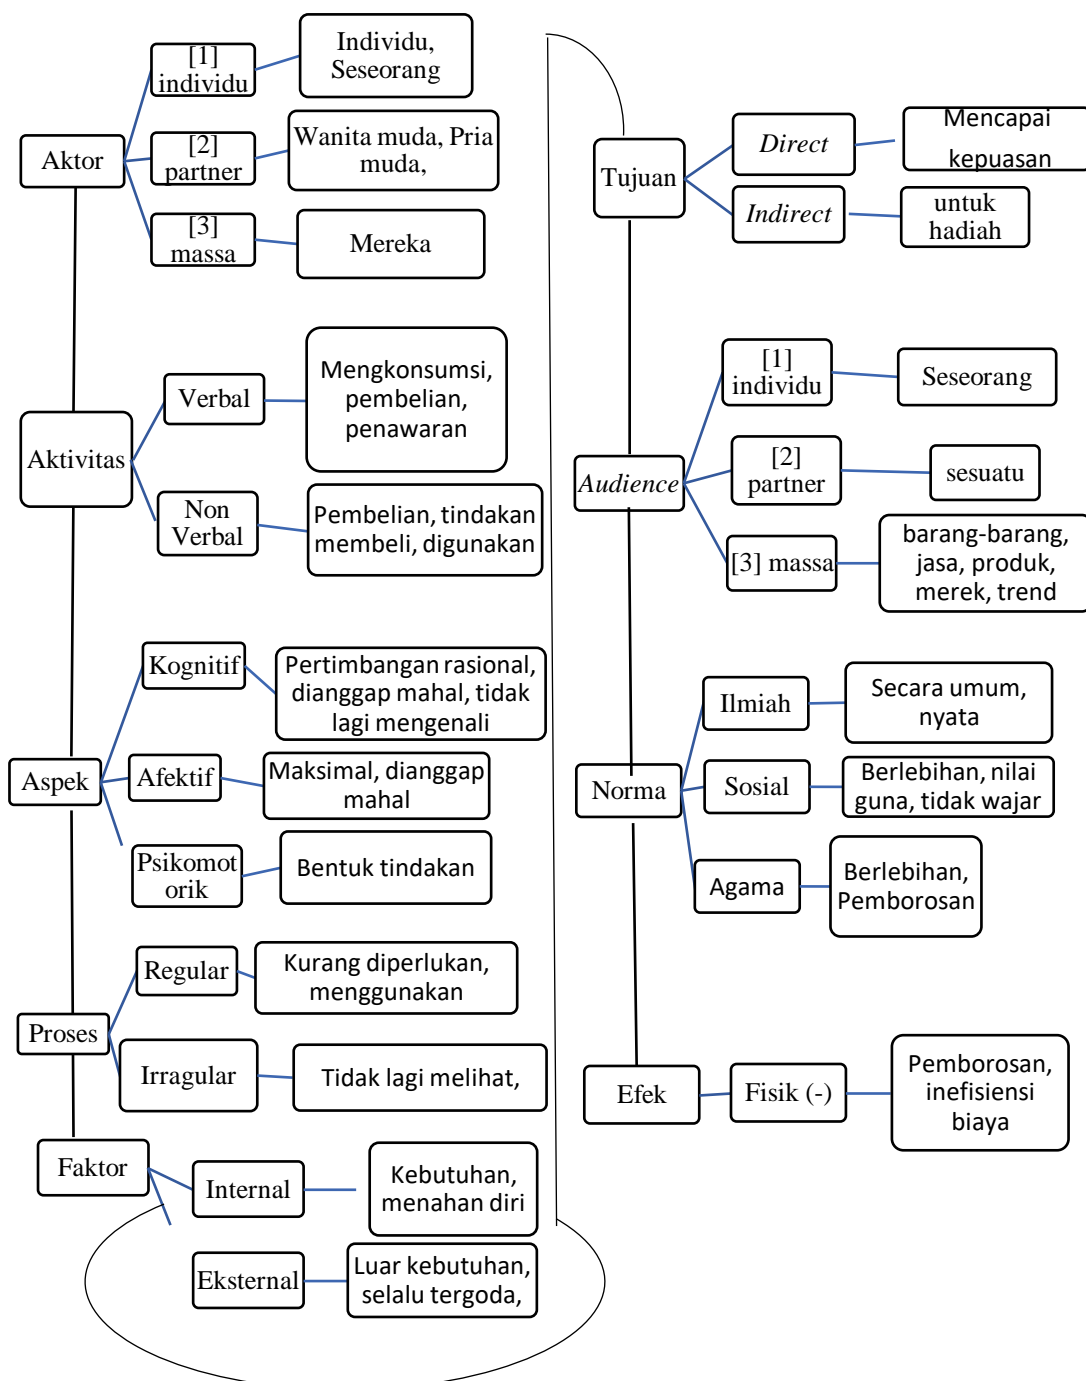 Aktor
[1]
individu
Individu,
Seseorang
[2]
partner
Wanita muda, Pria
muda,
[3]
massa
Mereka
Aktivitas
Verbal
Mengkonsumsi,
pembelian,
penawaran
Non
Verbal
Pembelian, tindakan
membeli, digunakan
Aspek
Kognitif
Pertimbangan rasional,
dianggap mahal, tidak
lagi mengenali
Afektif
Maksimal, dianggap
mahal
Psikomot
orik
Bentuk tindakan
Proses
Regular
Kurang diperlukan,
menggunakan
Irragular
Tidak lagi melihat,
Faktor
Internal
Kebutuhan,
menahan diri
Eksternal
Luar kebutuhan,
selalu tergoda,
Tujuan
Direct
Mencapai
kepuasan
Indirect
untuk
hadiah
Audience
[1]
individu
Seseorang
[2]
partner
sesuatu
[3] massa
barang-barang,
jasa, produk,
merek, trend
Norma
Ilmiah
Secara umum,
nyata
Sosial
Berlebihan, nilai
guna, tidak wajar
Agama
Berlebihan,
Pemborosan
Efek
Fisik (-)
Pemborosan,
inefisiensi
biaya